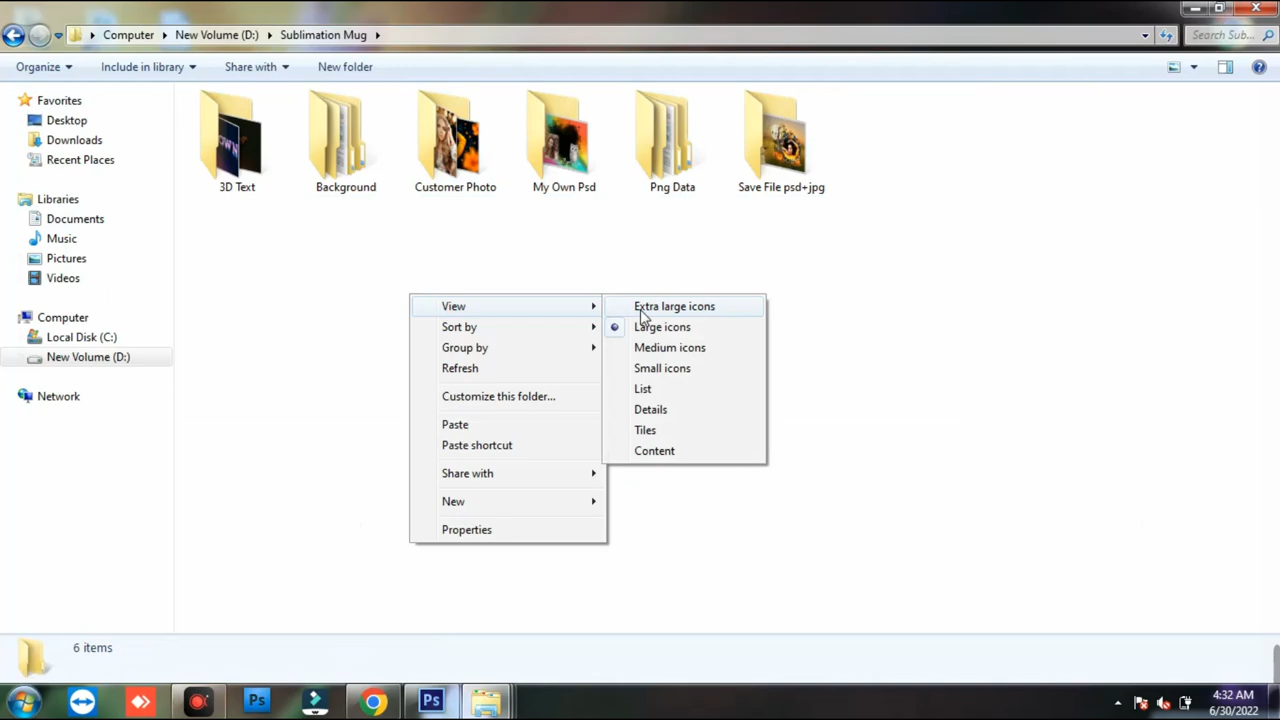 Computer New Volume (D:) Sublimation Mug
Search Sub...
Organize Include in library Share with New folder
Favorites
Desktop
Downloads
Recent Places
Libraries
Documents
Music
Pictures
Videos
Computer
Local Disk (C:)
New Volume (D:)
Network
3D Text
Background
Customer Photo
My Own Psd
Png Data
Save File psd+jpg
View
Sort by
Group by
Refresh
Customize this folder...
Paste
Paste shortcut
Share with
New
Properties
Extra large icons
Large icons
Medium icons
Small icons
List
Details
Tiles
Content
6 items
Ps
Ps
4:32 AM
6/30/2022